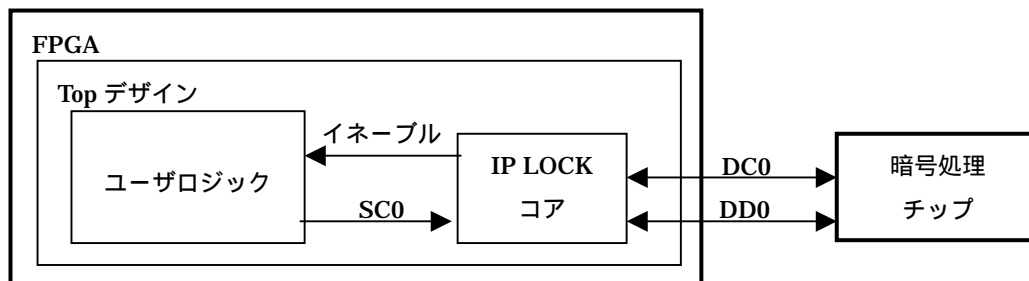 FPGA
Top デザイン
イネーブル
IP LOCK
コア
ユーザロジック
SC0
DC0
DD0
暗号処理
チップ